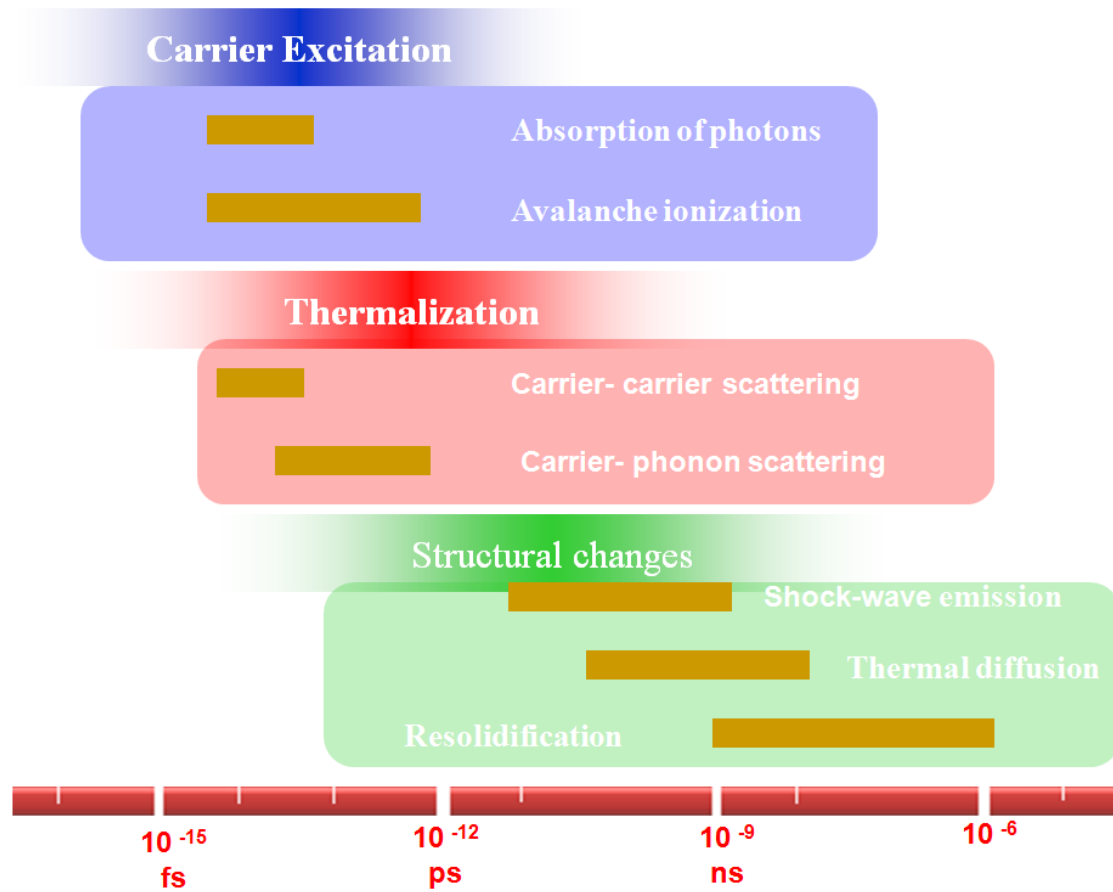 Carrier Excitation
Absorption of photons
Avalanche ionization
Thermalization
Carrier- carrier scattering
Carrier- phonon scattering
Structural changes
Shock-wave emission
Thermal diffusion
Resolidification
10 -15 10 -12 10 -9 10 -6
fs ps ns